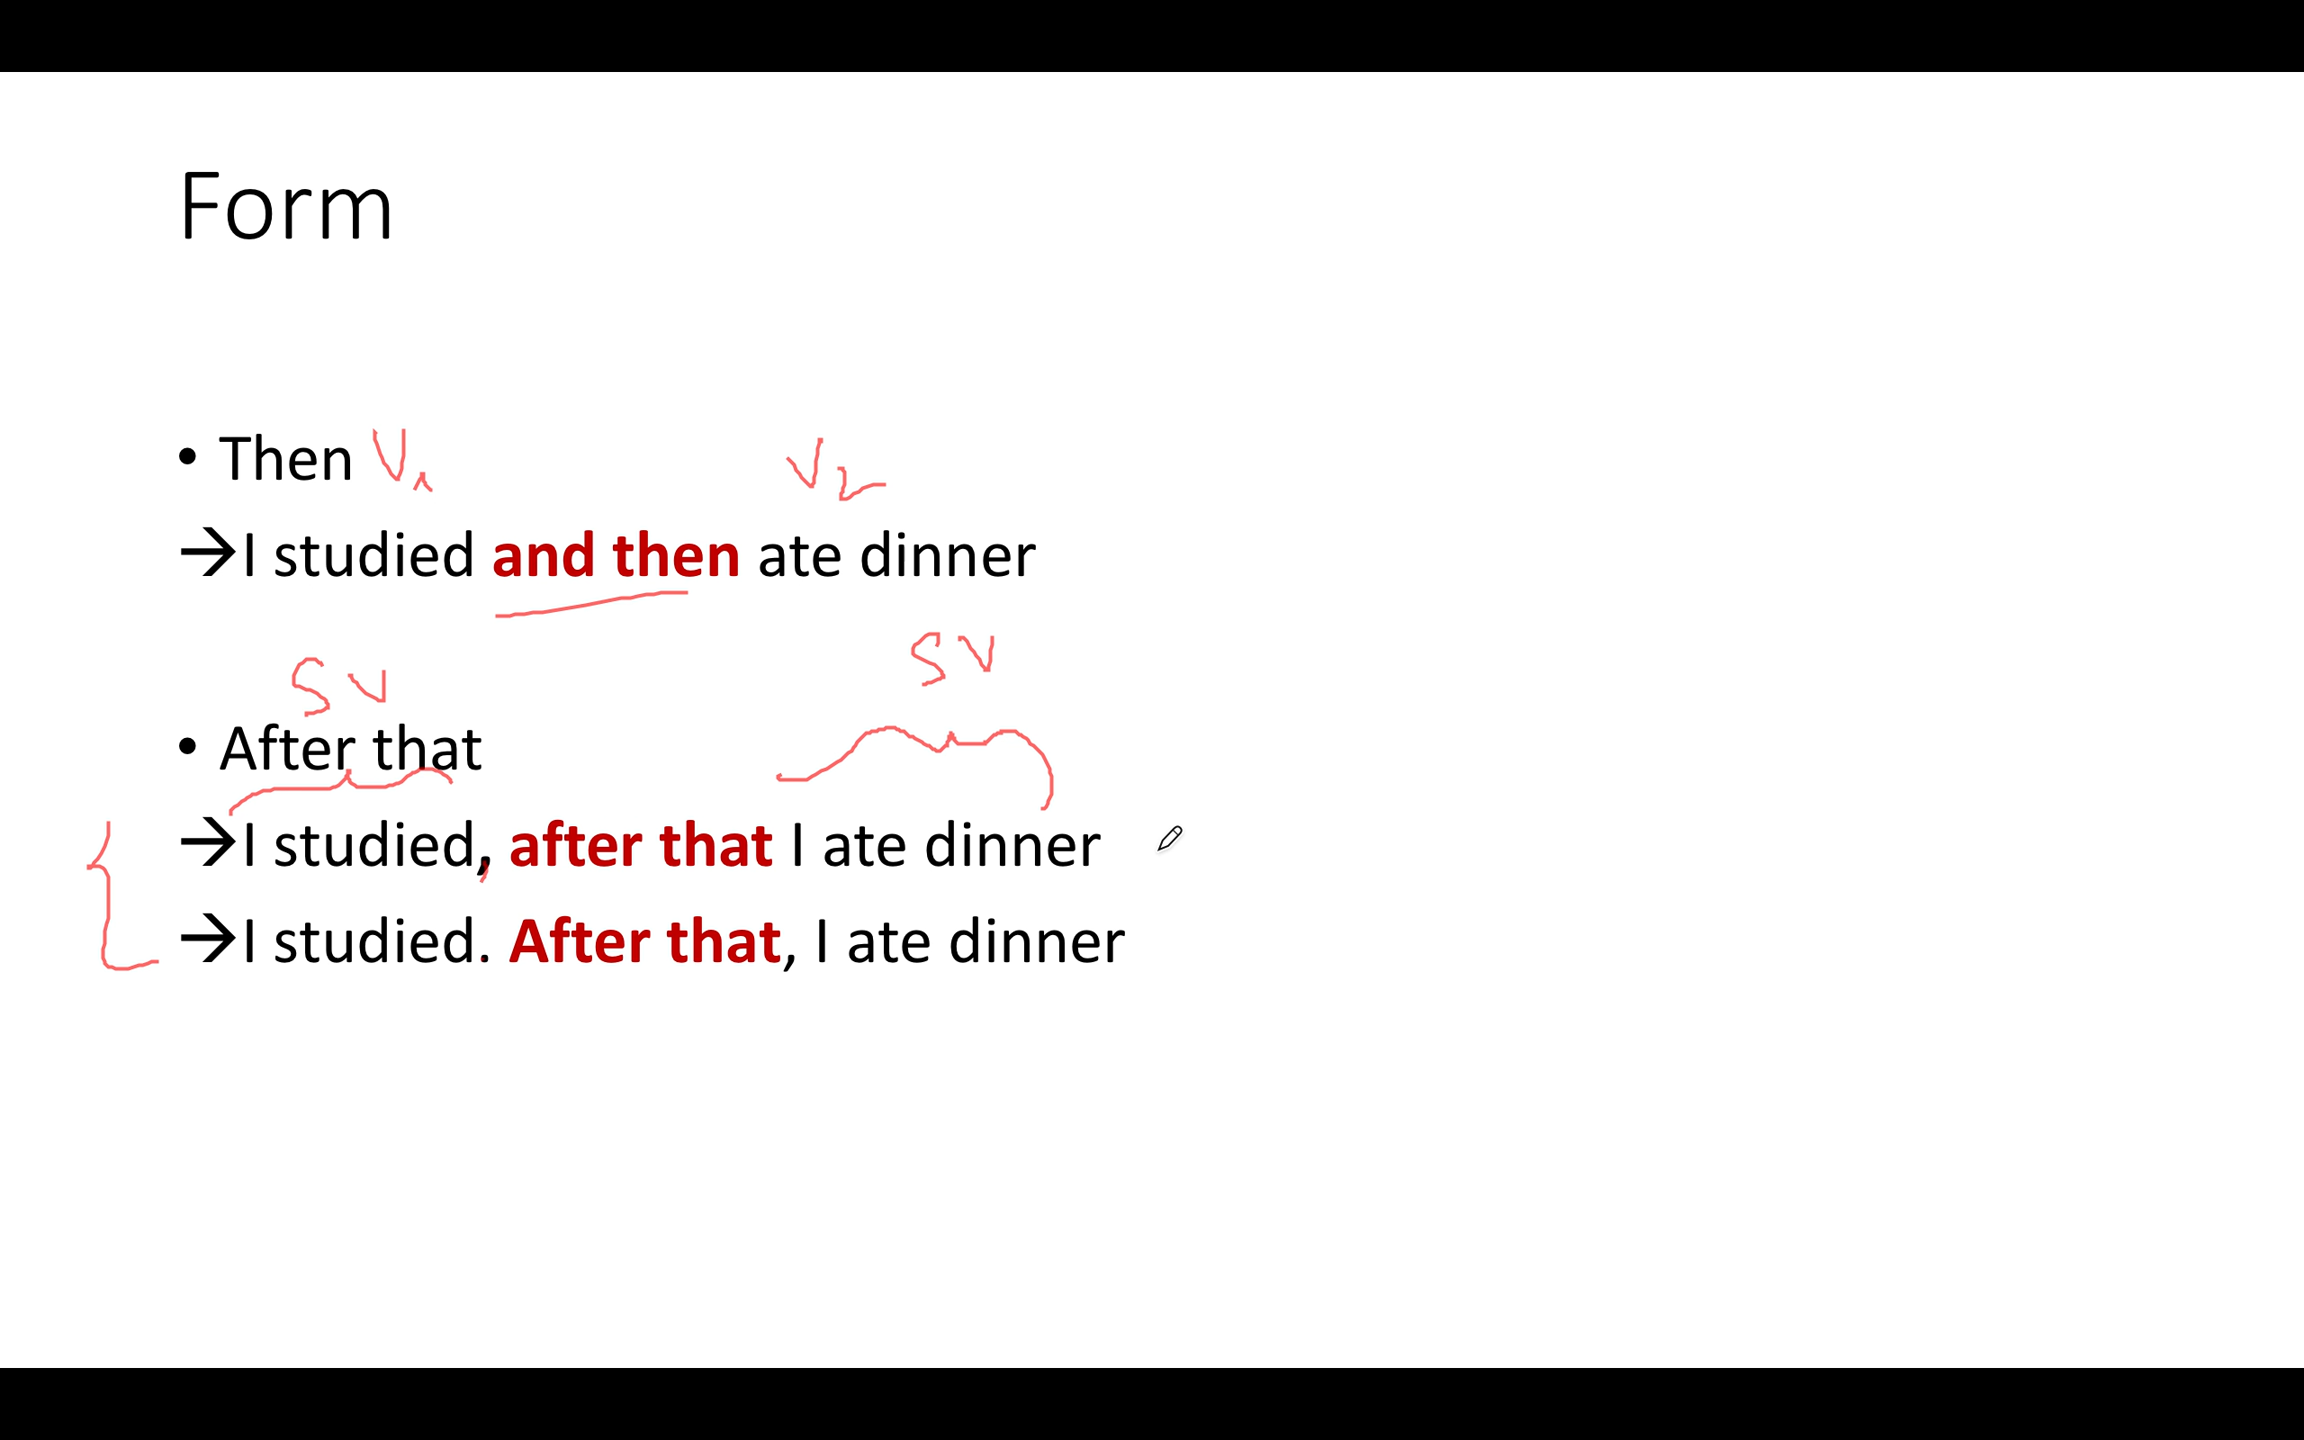 Form
• Then V1 V2
→I studied and then ate dinner
S V S V
• After that
→I studied, after that I ate dinner
→I studied. After that, I ate dinner